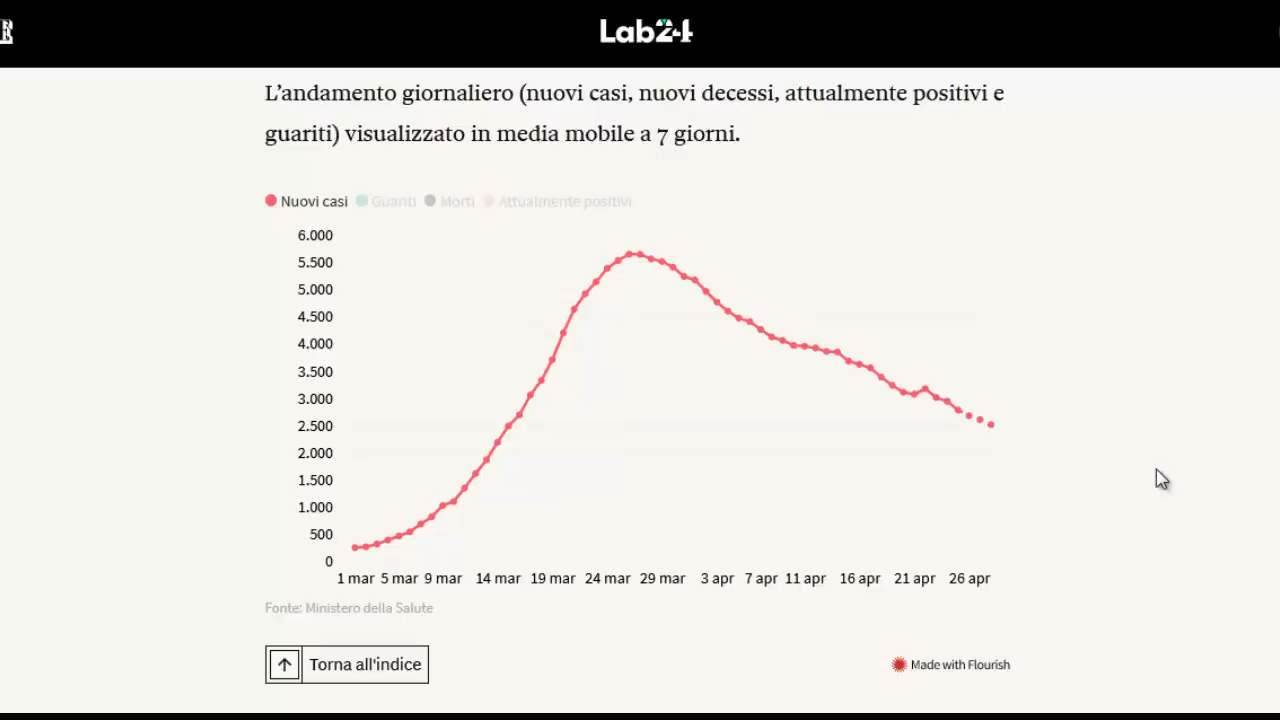 Lab24
L’andamento giornaliero (nuovi casi, nuovi decessi, attualmente positivi e
guariti) visualizzato in media mobile a 7 giorni.
Nuovi casi Guariti Morti Attualmente positivi
6.000
5.500
5.000
4.500
4.000
3.500
3.000
2.500
2.000
1.500
1.000
500
0
1 mar 5 mar 9 mar 14 mar 19 mar 24 mar 29 mar 3 apr 7 apr 11 apr 16 apr 21 apr 26 apr
Fonte: Ministero della Salute
Torna all'indice
Made with Flourish